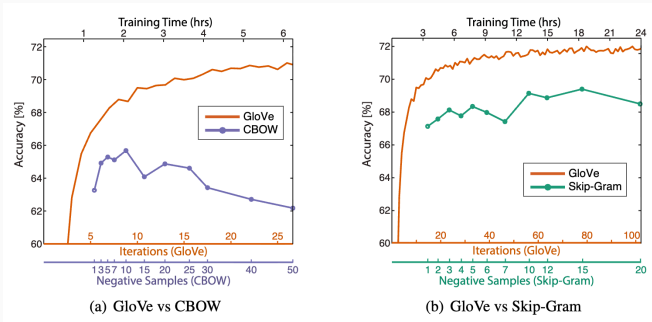 Training Time (hrs)
1 2 3 4 5 6
72
70
68
66
64
62
60
Accuracy [%]
GloVe
CBOW
5 10 15 20 25
Iterations (GloVe)
1 3 5 7 10 15 20 25 30 40 50
Negative Samples (CBOW)
(a) GloVe vs CBOW
Training Time (hrs)
3 6 9 12 15 18 21 24
72
70
68
66
64
62
60
Accuracy [%]
GloVe
Skip-Gram
20 40 60 80 100
Iterations (GloVe)
1 2 3 4 5 6 7 10 12 15 20
Negative Samples (Skip-Gram)
(b) GloVe vs Skip-Gram